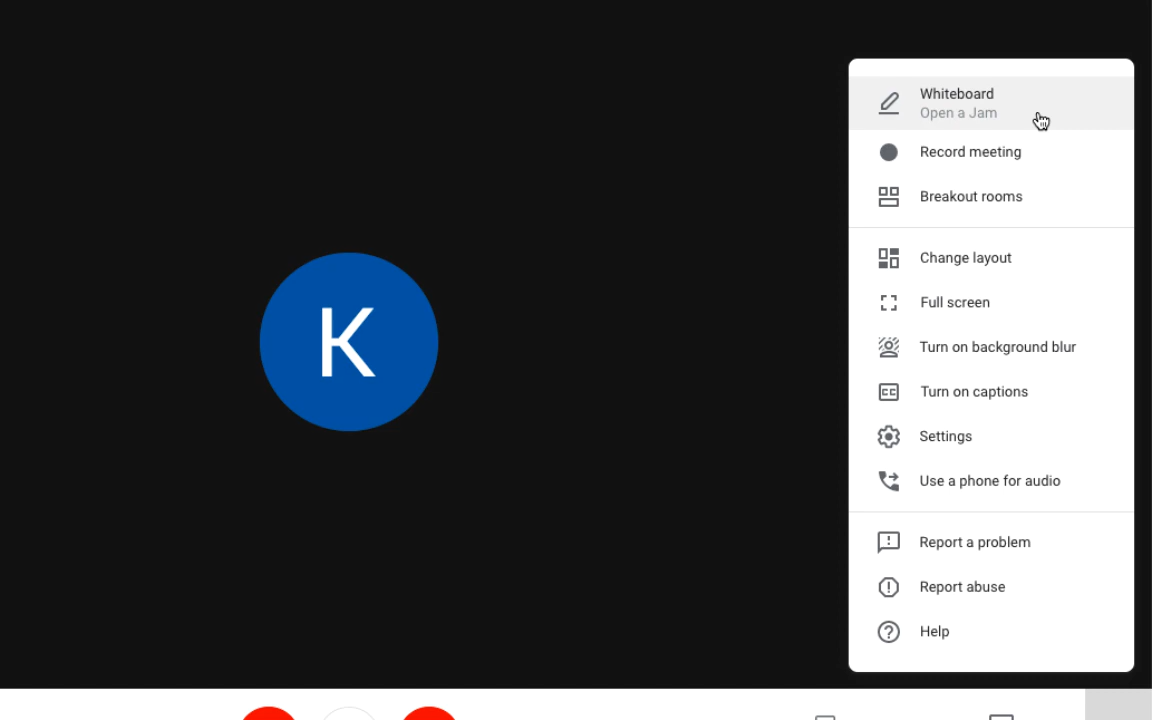 Whiteboard
Open a Jam
Record meeting
Breakout rooms
K
Change layout
Full screen
Turn on background blur
Turn on captions
Settings
Use a phone for audio
Report a problem
Report abuse
Help